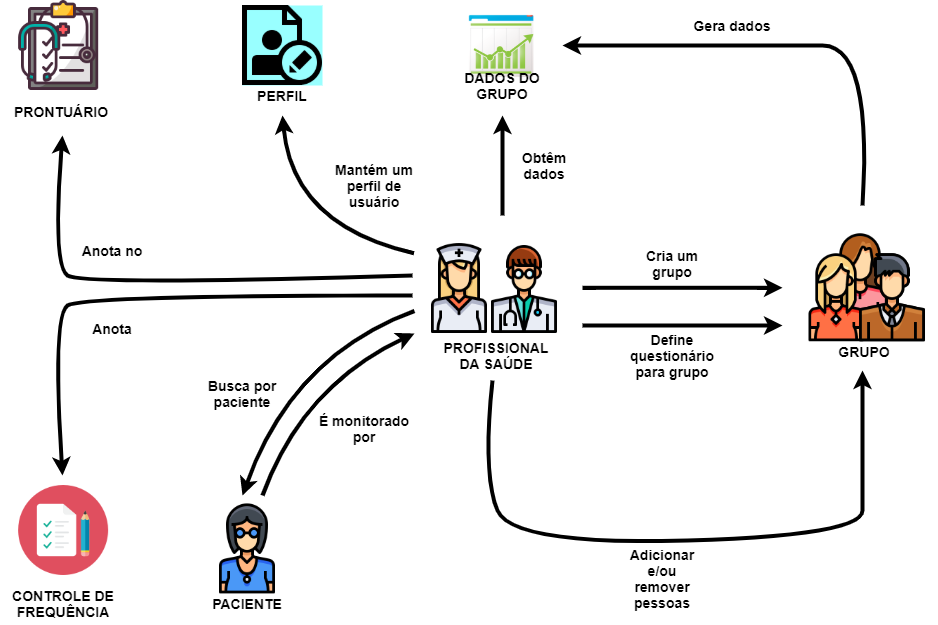 Gera dados
DADOS DO
GRUPO
PERFIL
PRONTUÁRIO
Obtêm
dados
Mantém um
perfil de
usuário
Anota no
Cria um
grupo
Anota
PROFISSIONAL
DA SAÚDE
Define
questionário
para grupo
GRUPO
Busca por
paciente
É monitorado
por
Adicionar
e/ou
remover
pessoas
CONTROLE DE
FREQUÊNCIA
PACIENTE